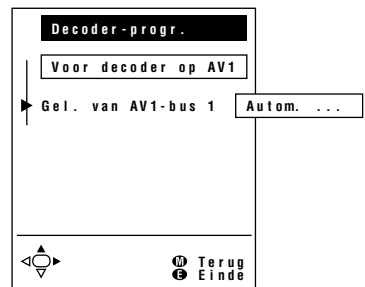 Decoder-progr.
Voor decoder op AV1
Gel. van AV1-bus 1 Autom. ...
M Terug
E Einde